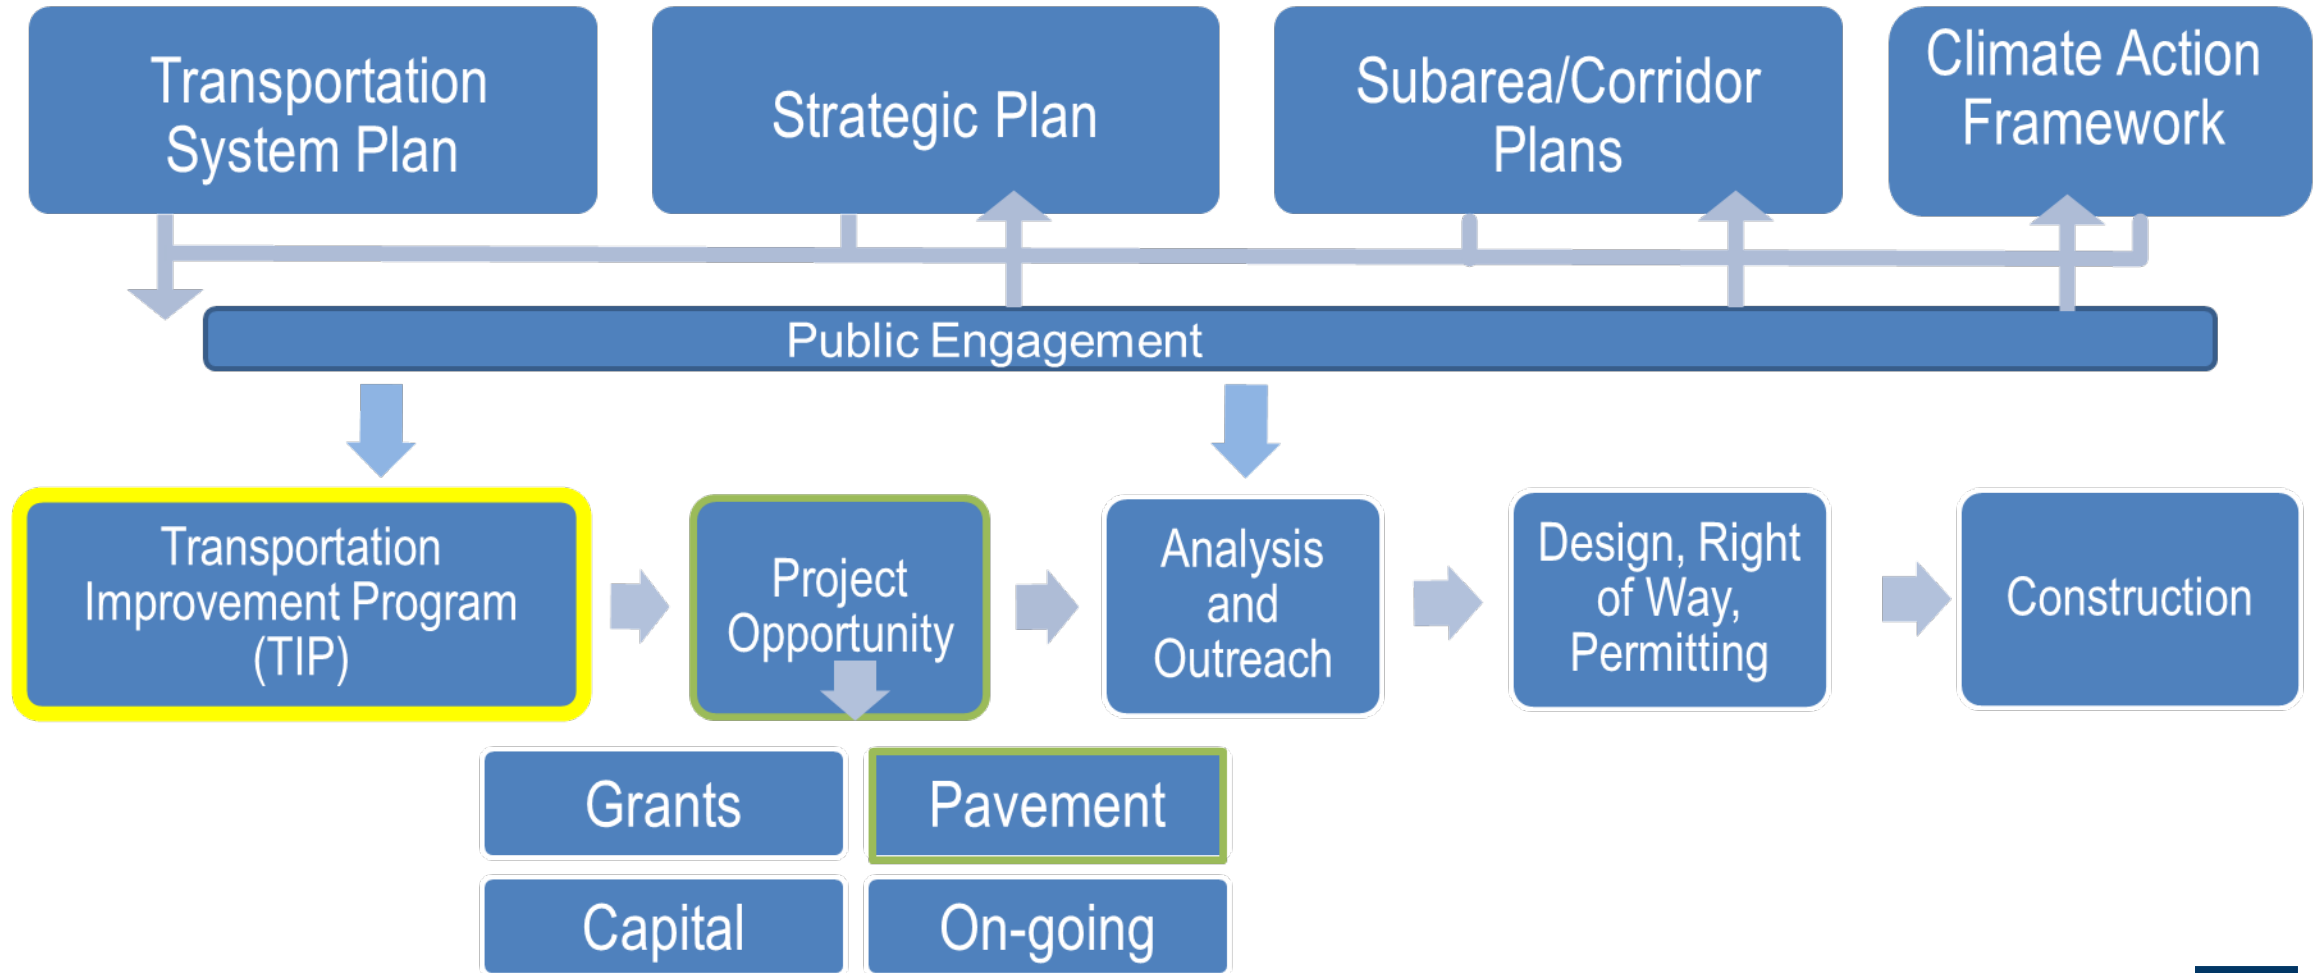 Transportation
System Plan
Strategic Plan
Subarea/Corridor
Plans
Climate Action
Framework
Public Engagement
Transportation
Improvement Program
(TIP)
Project
Opportunity
Analysis
and
Outreach
Design, Right
of Way,
Permitting
Construction
Grants
Pavement
Capital
On-going